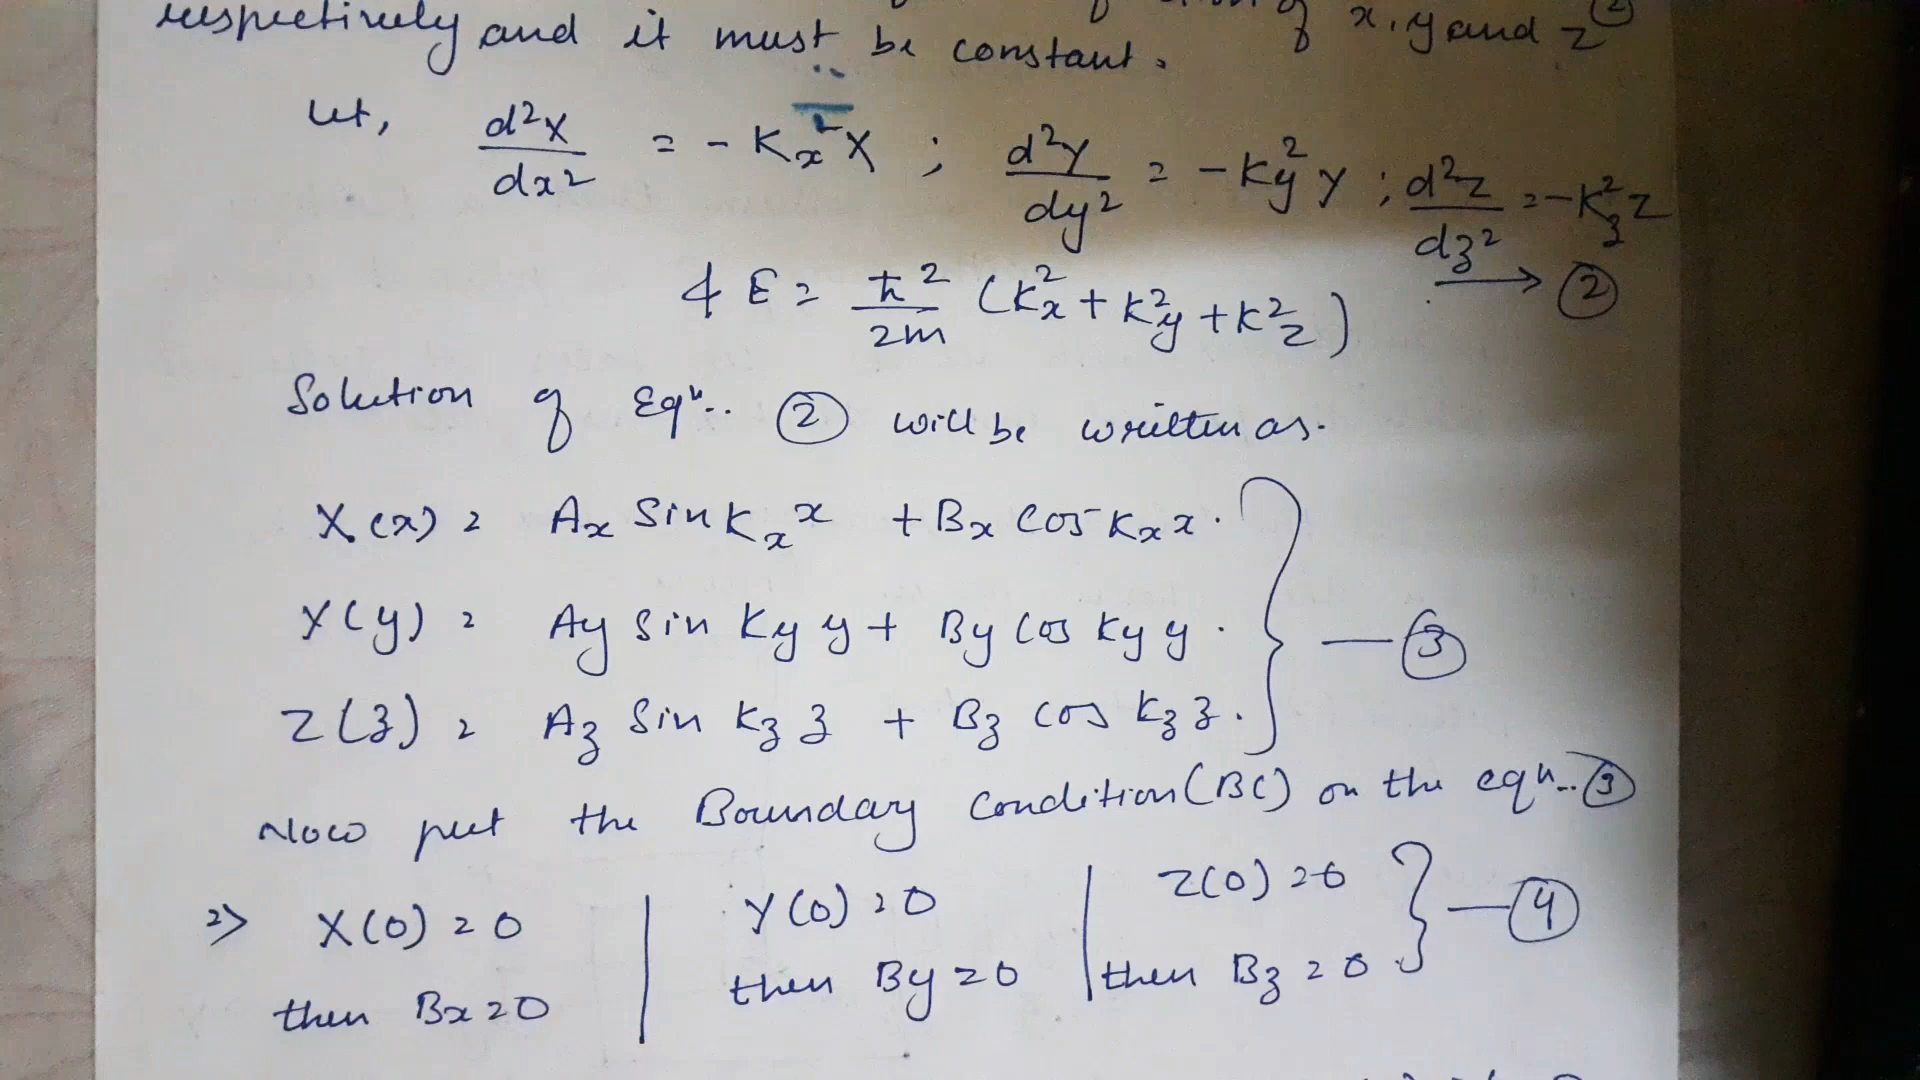 respectively and it must be constant. of x, y and z
Let, d²X/dx² = -Kx²X ; d²Y/dy² = -Ky²Y ; d²Z/dz² = -Kz²Z
& E = ħ²/2m (Kx² + Ky² + Kz²) → ②
Solution of Eqn.. ② will be written as.
X(x) = Ax Sin Kx x + Bx Cos Kx x.
Y(y) = Ay Sin Ky y + By Cos Ky y. } — ③
Z(z) = Az Sin Kz z + Bz Cos Kz z.
Now put the Boundary Condition (BC) on the eqn.. ③
=> X(0) = 0 | Y(0) = 0 | Z(0) = 0 } — ④
then Bx = 0 | then By = 0 | then Bz = 0